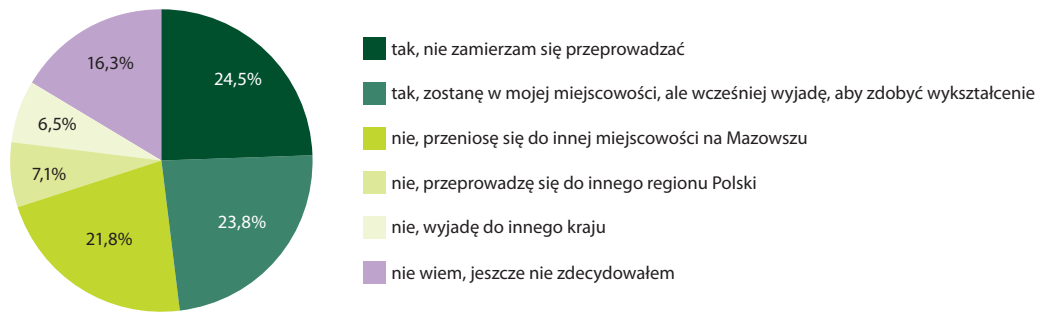 16,3%
24,5%
6,5%
7,1%
23,8%
21,8%
tak, nie zamierzam się przeprowadzać
tak, zostanę w mojej miejscowości, ale wcześniej wyjadę, aby zdobyć wykształcenie
nie, przeniosę się do innej miejscowości na Mazowszu
nie, przeprowadzę się do innego regionu Polski
nie, wyjadę do innego kraju
nie wiem, jeszcze nie zdecydowałem